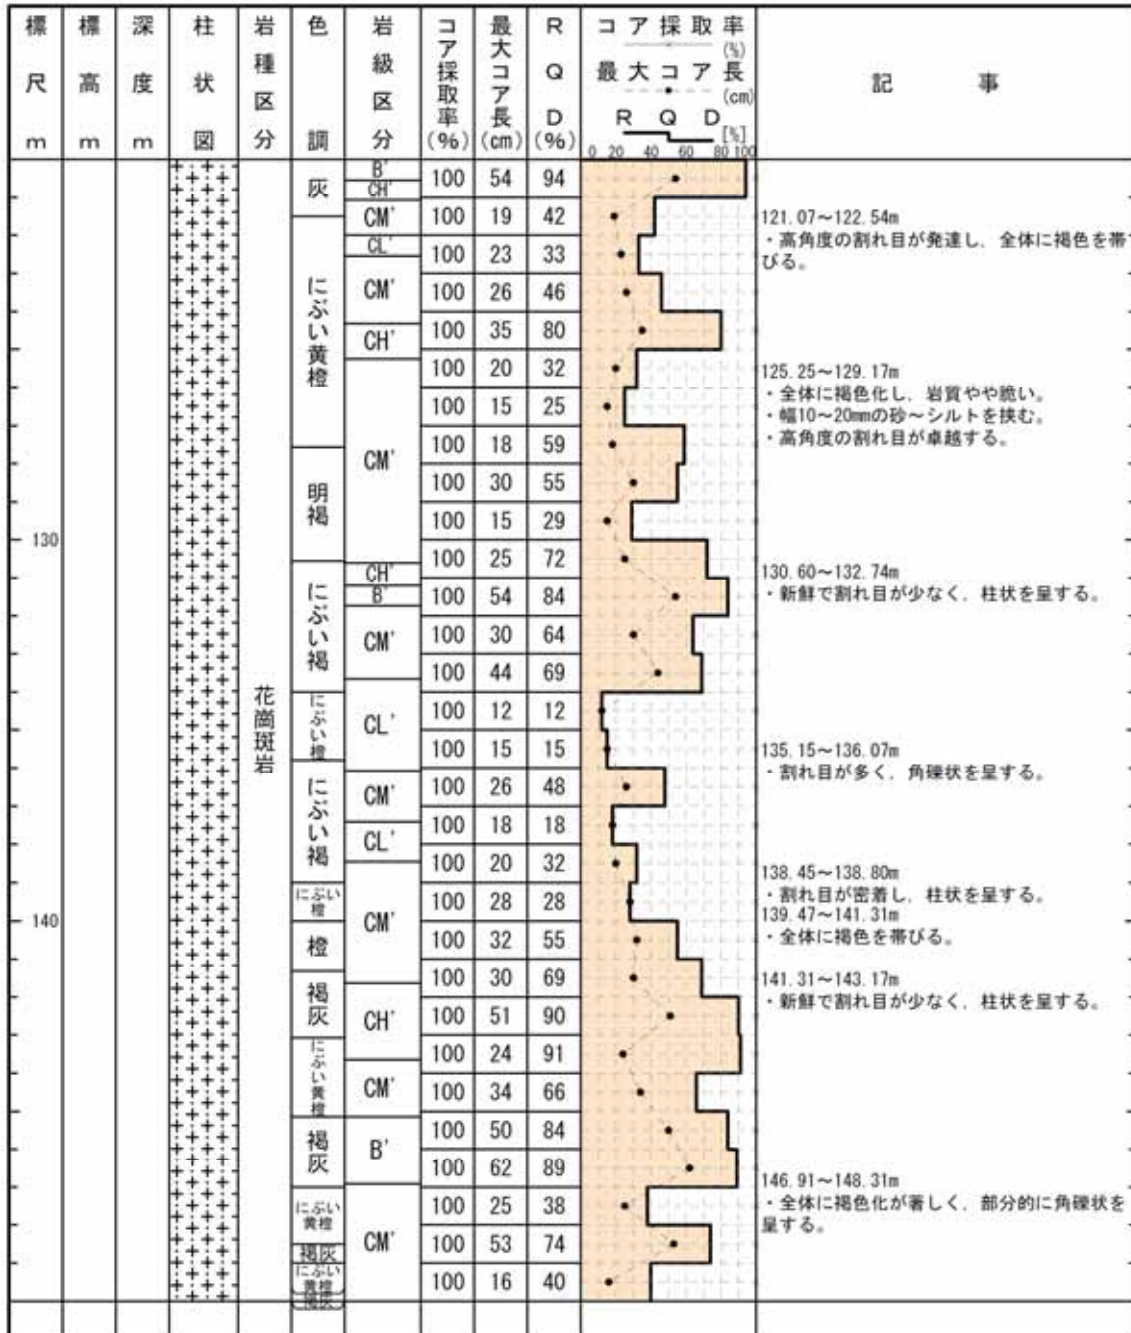 標尺m
標高m
深度m
柱状図
岩種区分
色調
岩級区分
コア採取率(%)
最大コア長(cm)
RQD(%)
コア採取率
(%)
最大コア長
(cm)
RQD
[%]
0 20 40 60 80 100
記事
130
140
花崗斑岩
灰
にぶい黄橙
明褐
にぶい褐
にぶい橙
にぶい褐
にぶい
橙
橙
褐灰
にぶい黄橙
褐灰
にぶい
黄橙
褐灰
にぶい
黄橙
褐灰
B'
CH'
CM'
CL'
CM'
CH'
CM'
CH'
B'
CM'
CL'
CM'
CL'
CM'
CH'
CM'
B'
CM'
100 54 94
100 19 42
100 23 33
100 26 46
100 35 80
100 20 32
100 15 25
100 18 59
100 30 55
100 15 29
100 25 72
100 54 84
100 30 64
100 44 69
100 12 12
100 15 15
100 26 48
100 18 18
100 20 32
100 28 28
100 32 55
100 30 69
100 51 90
100 24 91
100 34 66
100 50 84
100 62 89
100 25 38
100 53 74
100 16 40
121.07～122.54m
・高角度の割れ目が発達し、全体に褐色を帯
びる。
125.25～129.17m
・全体に褐色化し、岩質やや脆い。
・幅10～20mmの砂～シルトを挟む。
・高角度の割れ目が卓越する。
130.60～132.74m
・新鮮で割れ目が少なく、柱状を呈する。
135.15～136.07m
・割れ目が多く、角礫状を呈する。
138.45～138.80m
・割れ目が密着し、柱状を呈する。
139.47～141.31m
・全体に褐色を帯びる。
141.31～143.17m
・新鮮で割れ目が少なく、柱状を呈する。
146.91～148.31m
・全体に褐色化が著しく、部分的に角礫状を
呈する。